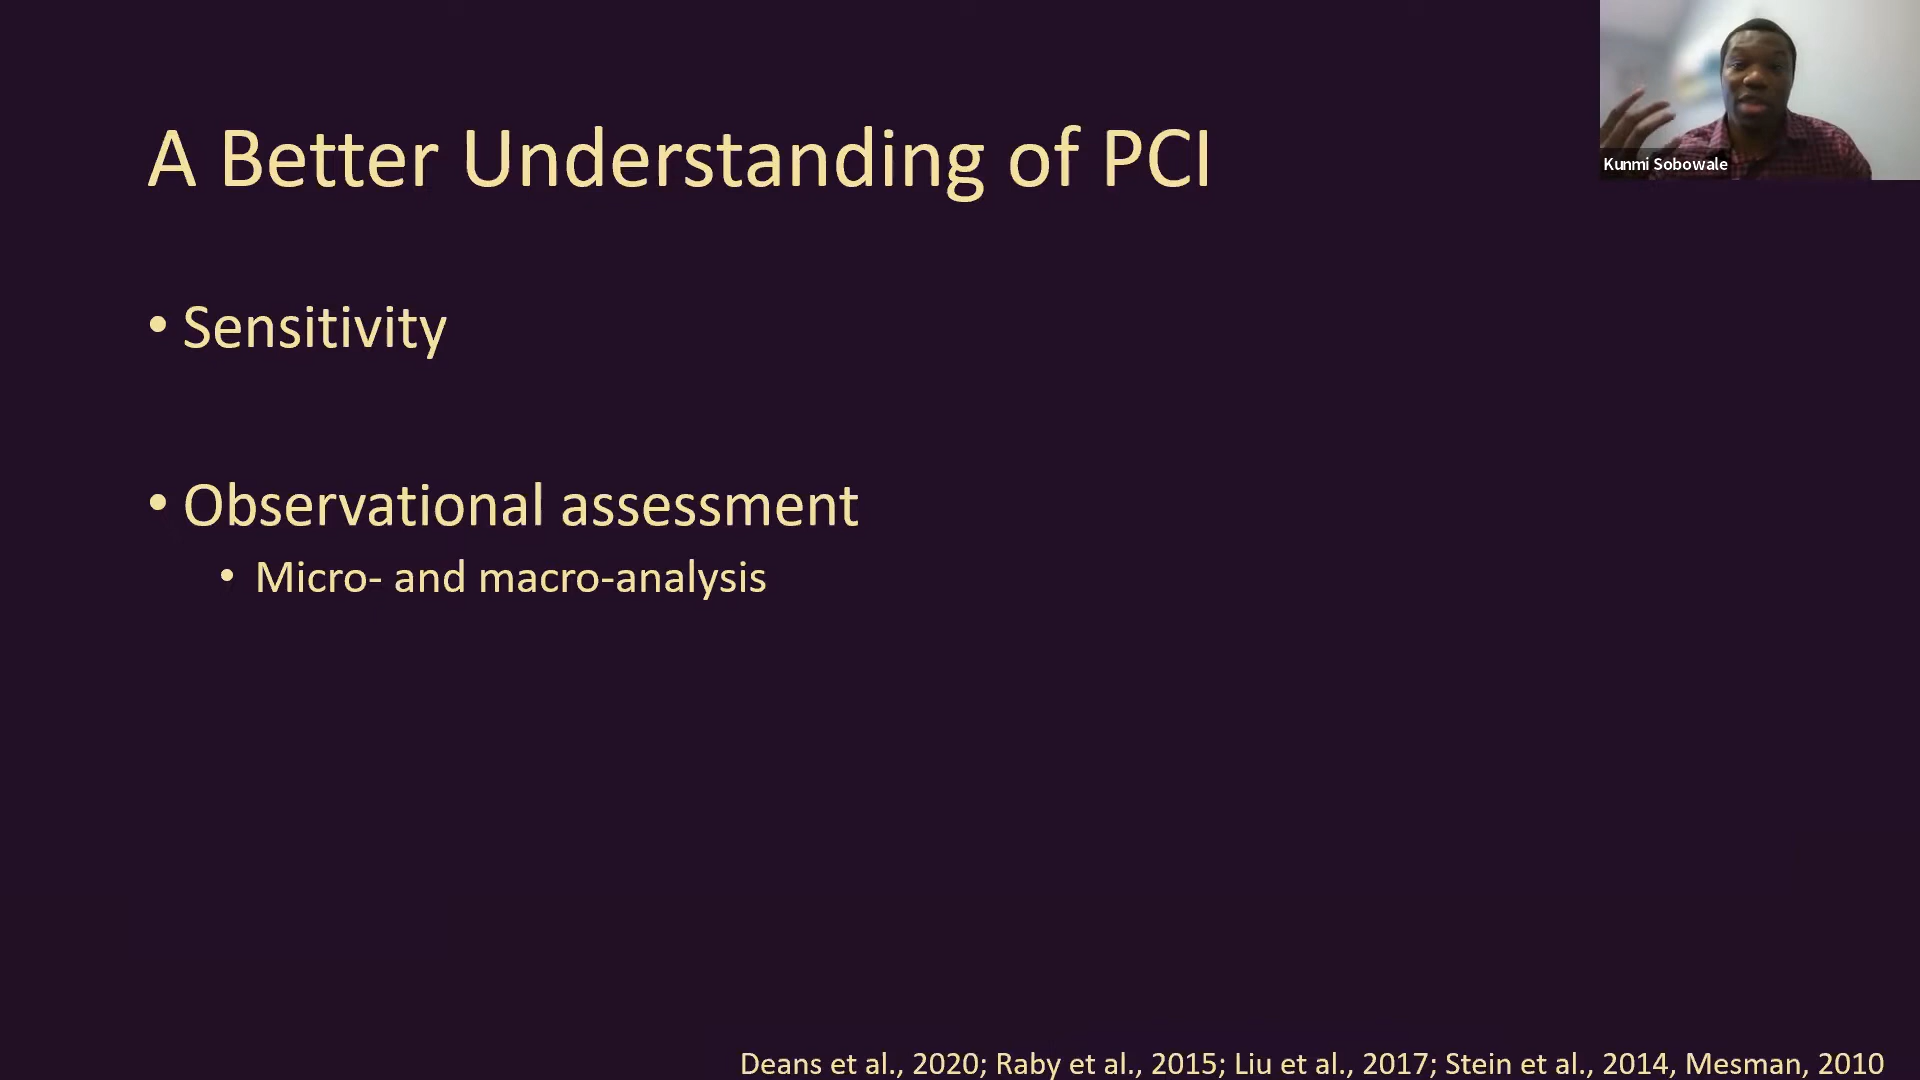 A Better Understanding of PCI
Kunmi Sobowale
• Sensitivity
• Observational assessment
• Micro- and macro-analysis
Deans et al., 2020; Raby et al., 2015; Liu et al., 2017; Stein et al., 2014, Mesman, 2010